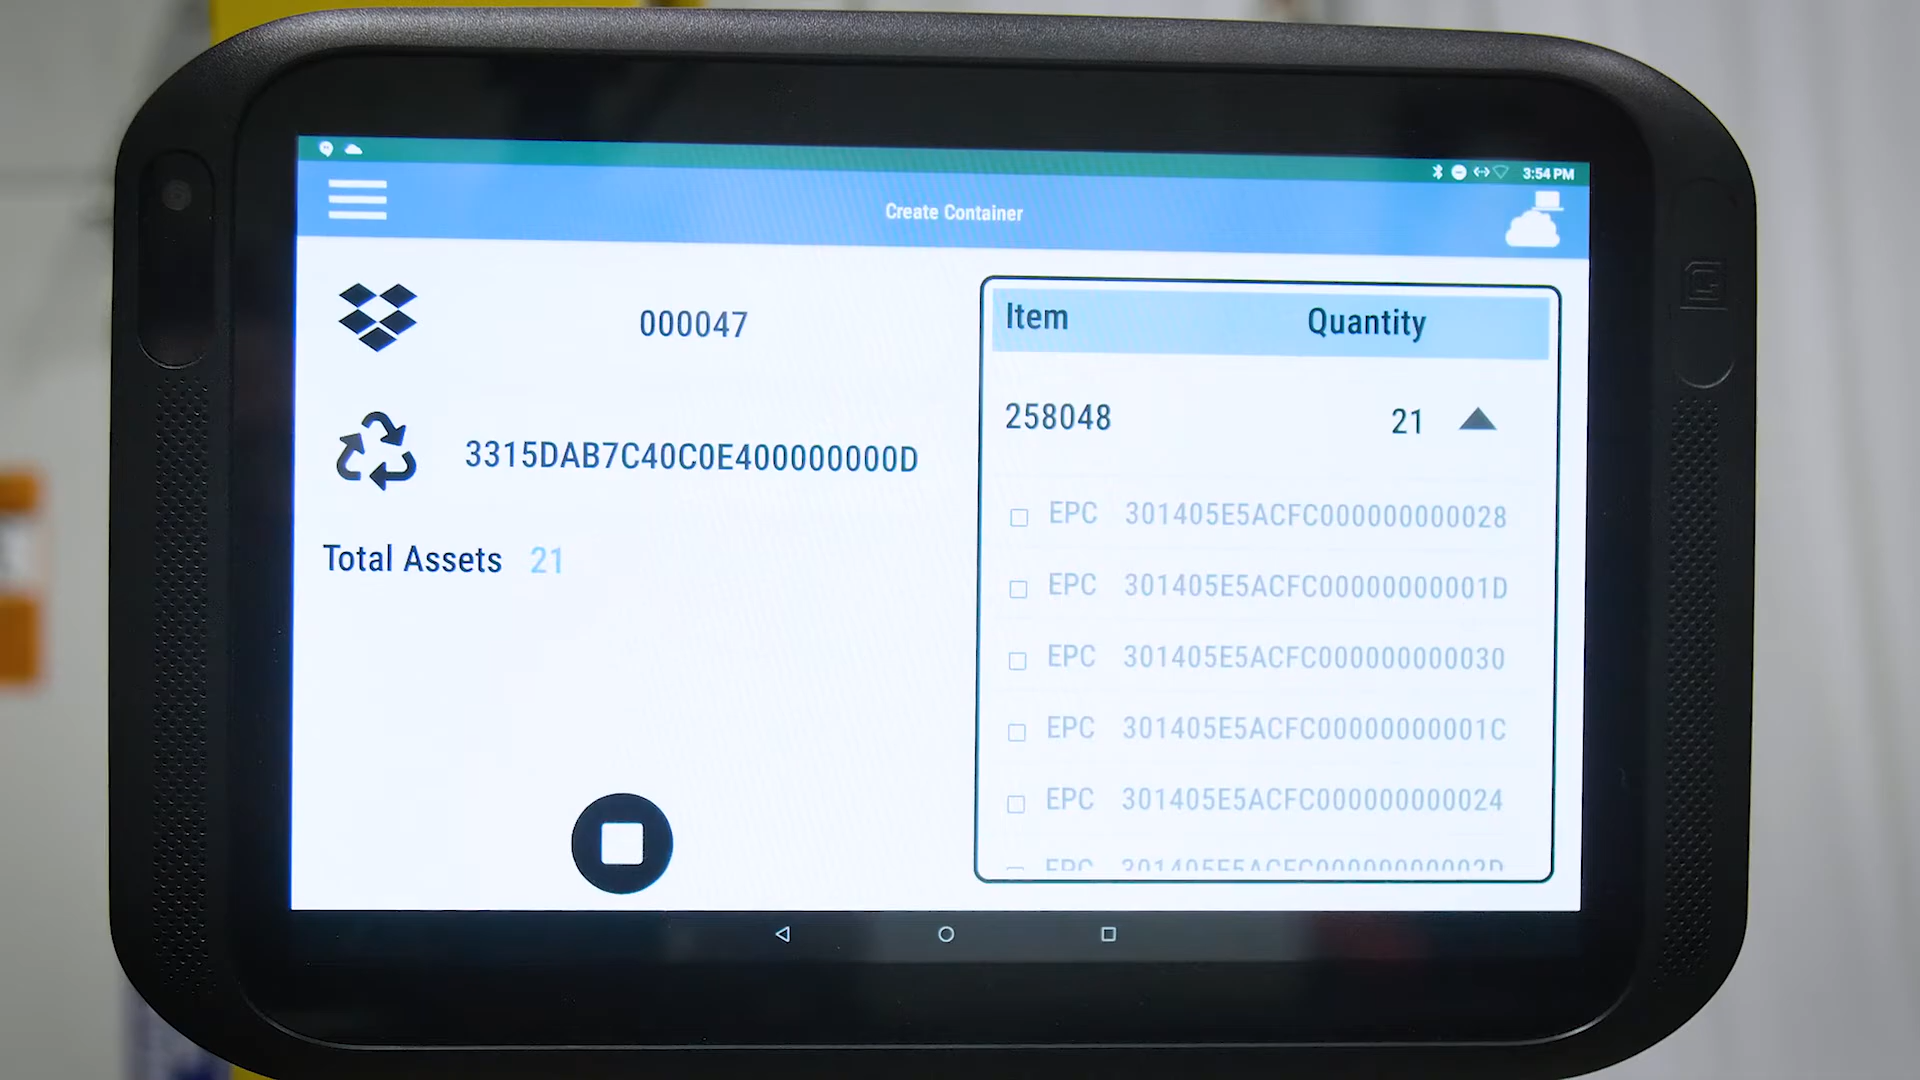 3:54 PM
Create Container
000047
3315DAB7C40C0E400000000D
Total Assets 21
Item Quantity
258048 21
EPC 301405E5ACFC000000000028
EPC 301405E5ACFC00000000001D
EPC 301405E5ACFC000000000030
EPC 301405E5ACFC00000000001C
EPC 301405E5ACFC000000000024
EPC